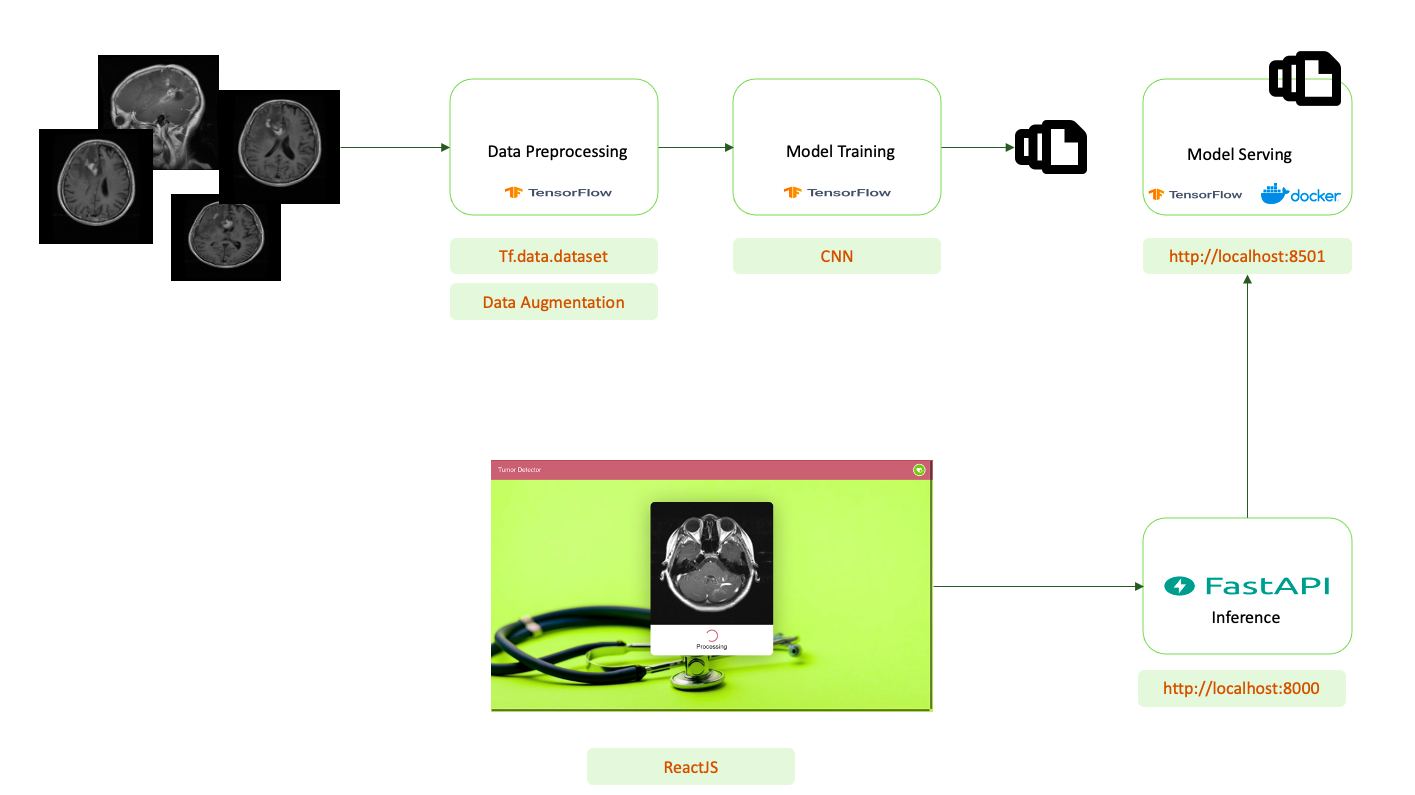 Data Preprocessing
TensorFlow
Model Training
TensorFlow
Model Serving
TensorFlow
docker
Tf.data.dataset
CNN
http://localhost:8501
Data Augmentation
Tumor Detector
Processing
FastAPI
Inference
http://localhost:8000
ReactJS